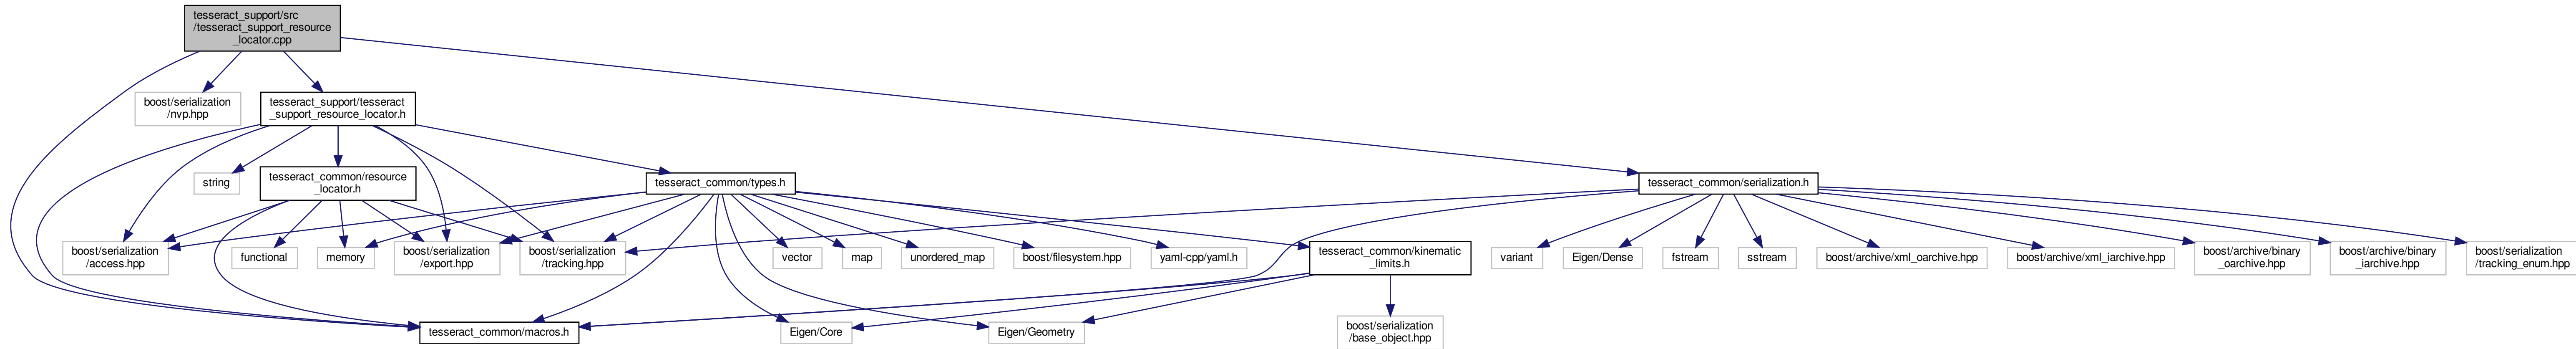 tesseract_support/src
/tesseract_support_resource
_locator.cpp
boost/serialization
/nvp.hpp
tesseract_support/tesseract
_support_resource_locator.h
string
tesseract_common/resource
_locator.h
tesseract_common/types.h
tesseract_common/serialization.h
boost/serialization
/access.hpp
functional
memory
boost/serialization
/export.hpp
boost/serialization
/tracking.hpp
vector
map
unordered_map
boost/filesystem.hpp
yaml-cpp/yaml.h
tesseract_common/kinematic
_limits.h
variant
Eigen/Dense
fstream
sstream
boost/archive/xml_oarchive.hpp
boost/archive/xml_iarchive.hpp
boost/archive/binary
_oarchive.hpp
boost/archive/binary
_iarchive.hpp
boost/serialization
/tracking_enum.hpp
tesseract_common/macros.h
Eigen/Core
Eigen/Geometry
boost/serialization
/base_object.hpp